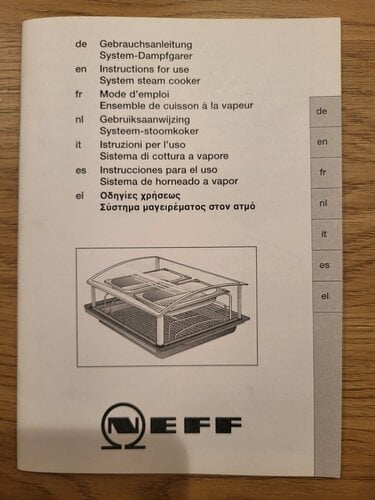 de Gebrauchsanleitung
System-Dampfgarer
en Instructions for use
System steam cooker
fr Mode d'emploi
Ensemble de cuisson à la vapeur
nl Gebruiksaanwijzing
Systeem-stoomkoker
it Istruzioni per l'uso
Sistema di cottura a vapore
es Instrucciones para el uso
Sistema de horneado a vapor
el Οδηγίες χρήσεως
Σύστημα μαγειρέματος στον ατμό
de
en
fr
nl
it
es
el
NEFF